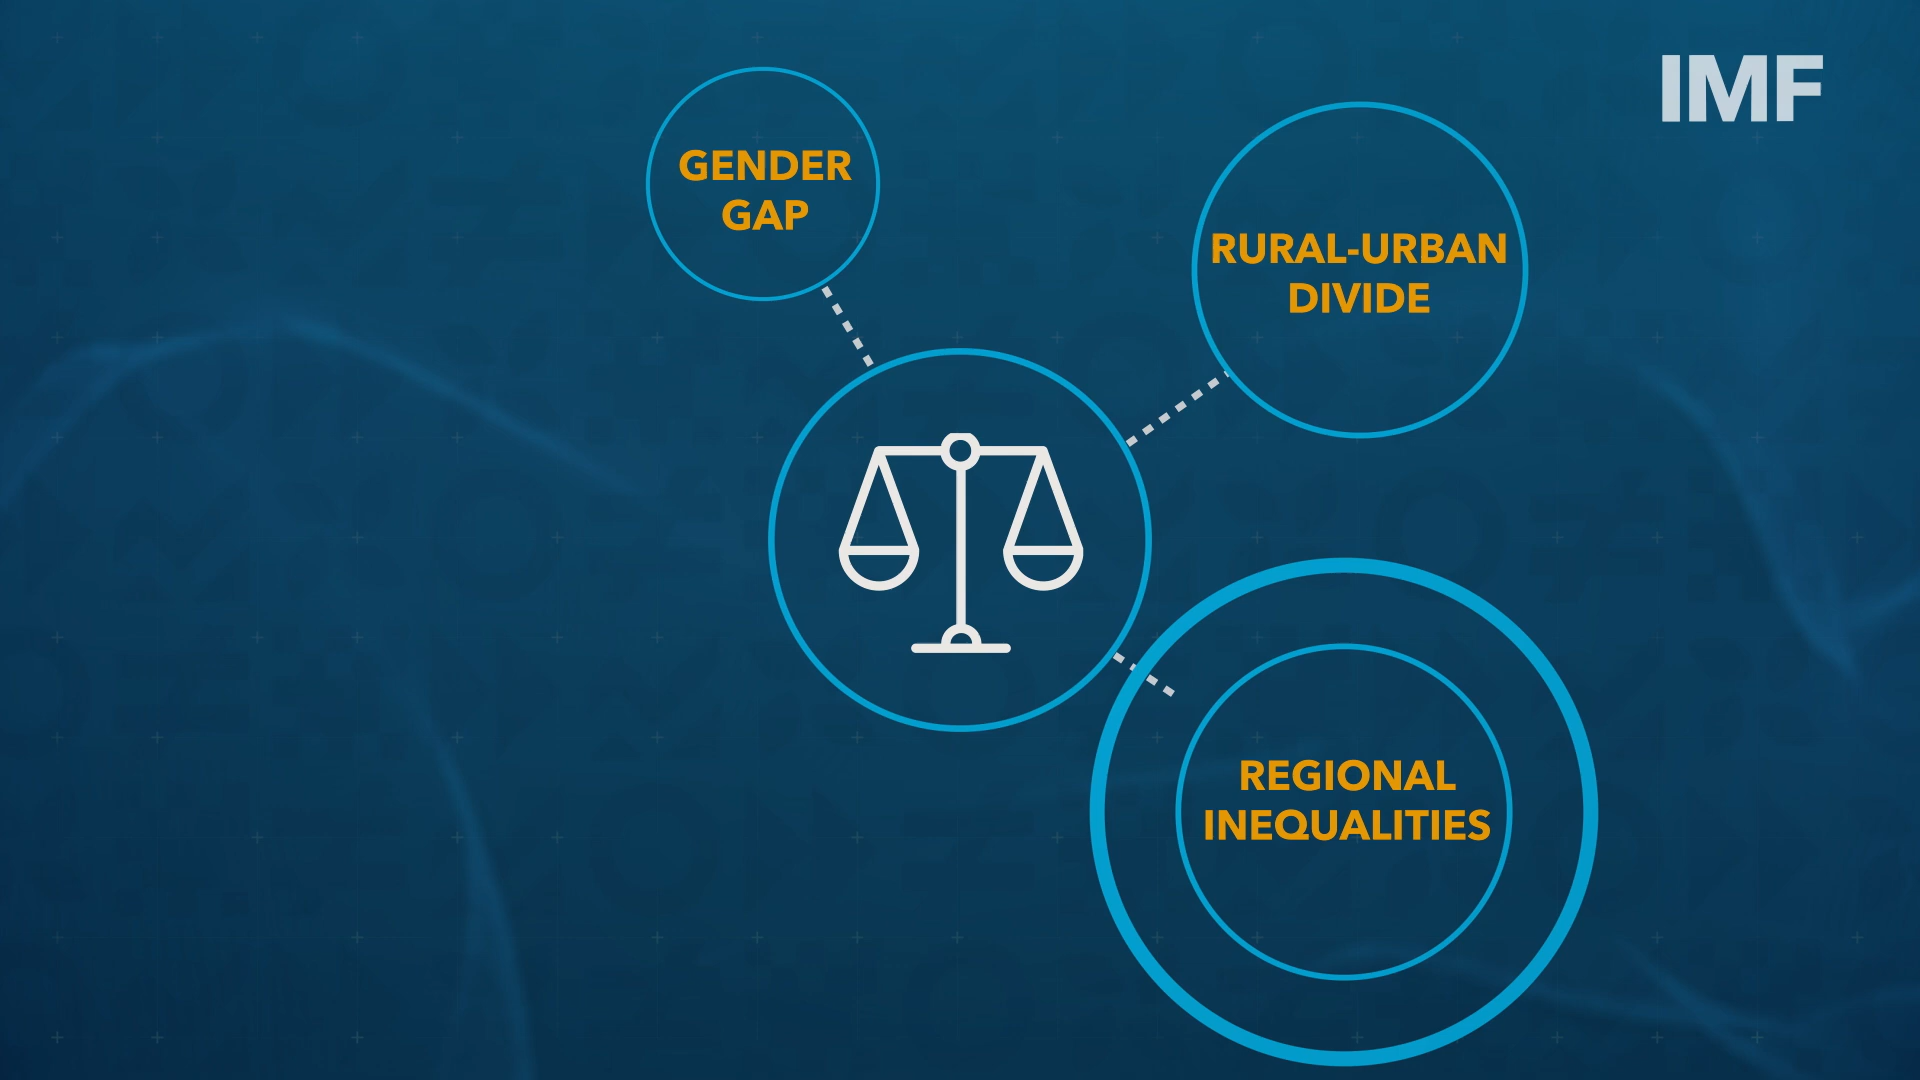 IMF
GENDER
GAP
RURAL-URBAN
DIVIDE
REGIONAL
INEQUALITIES